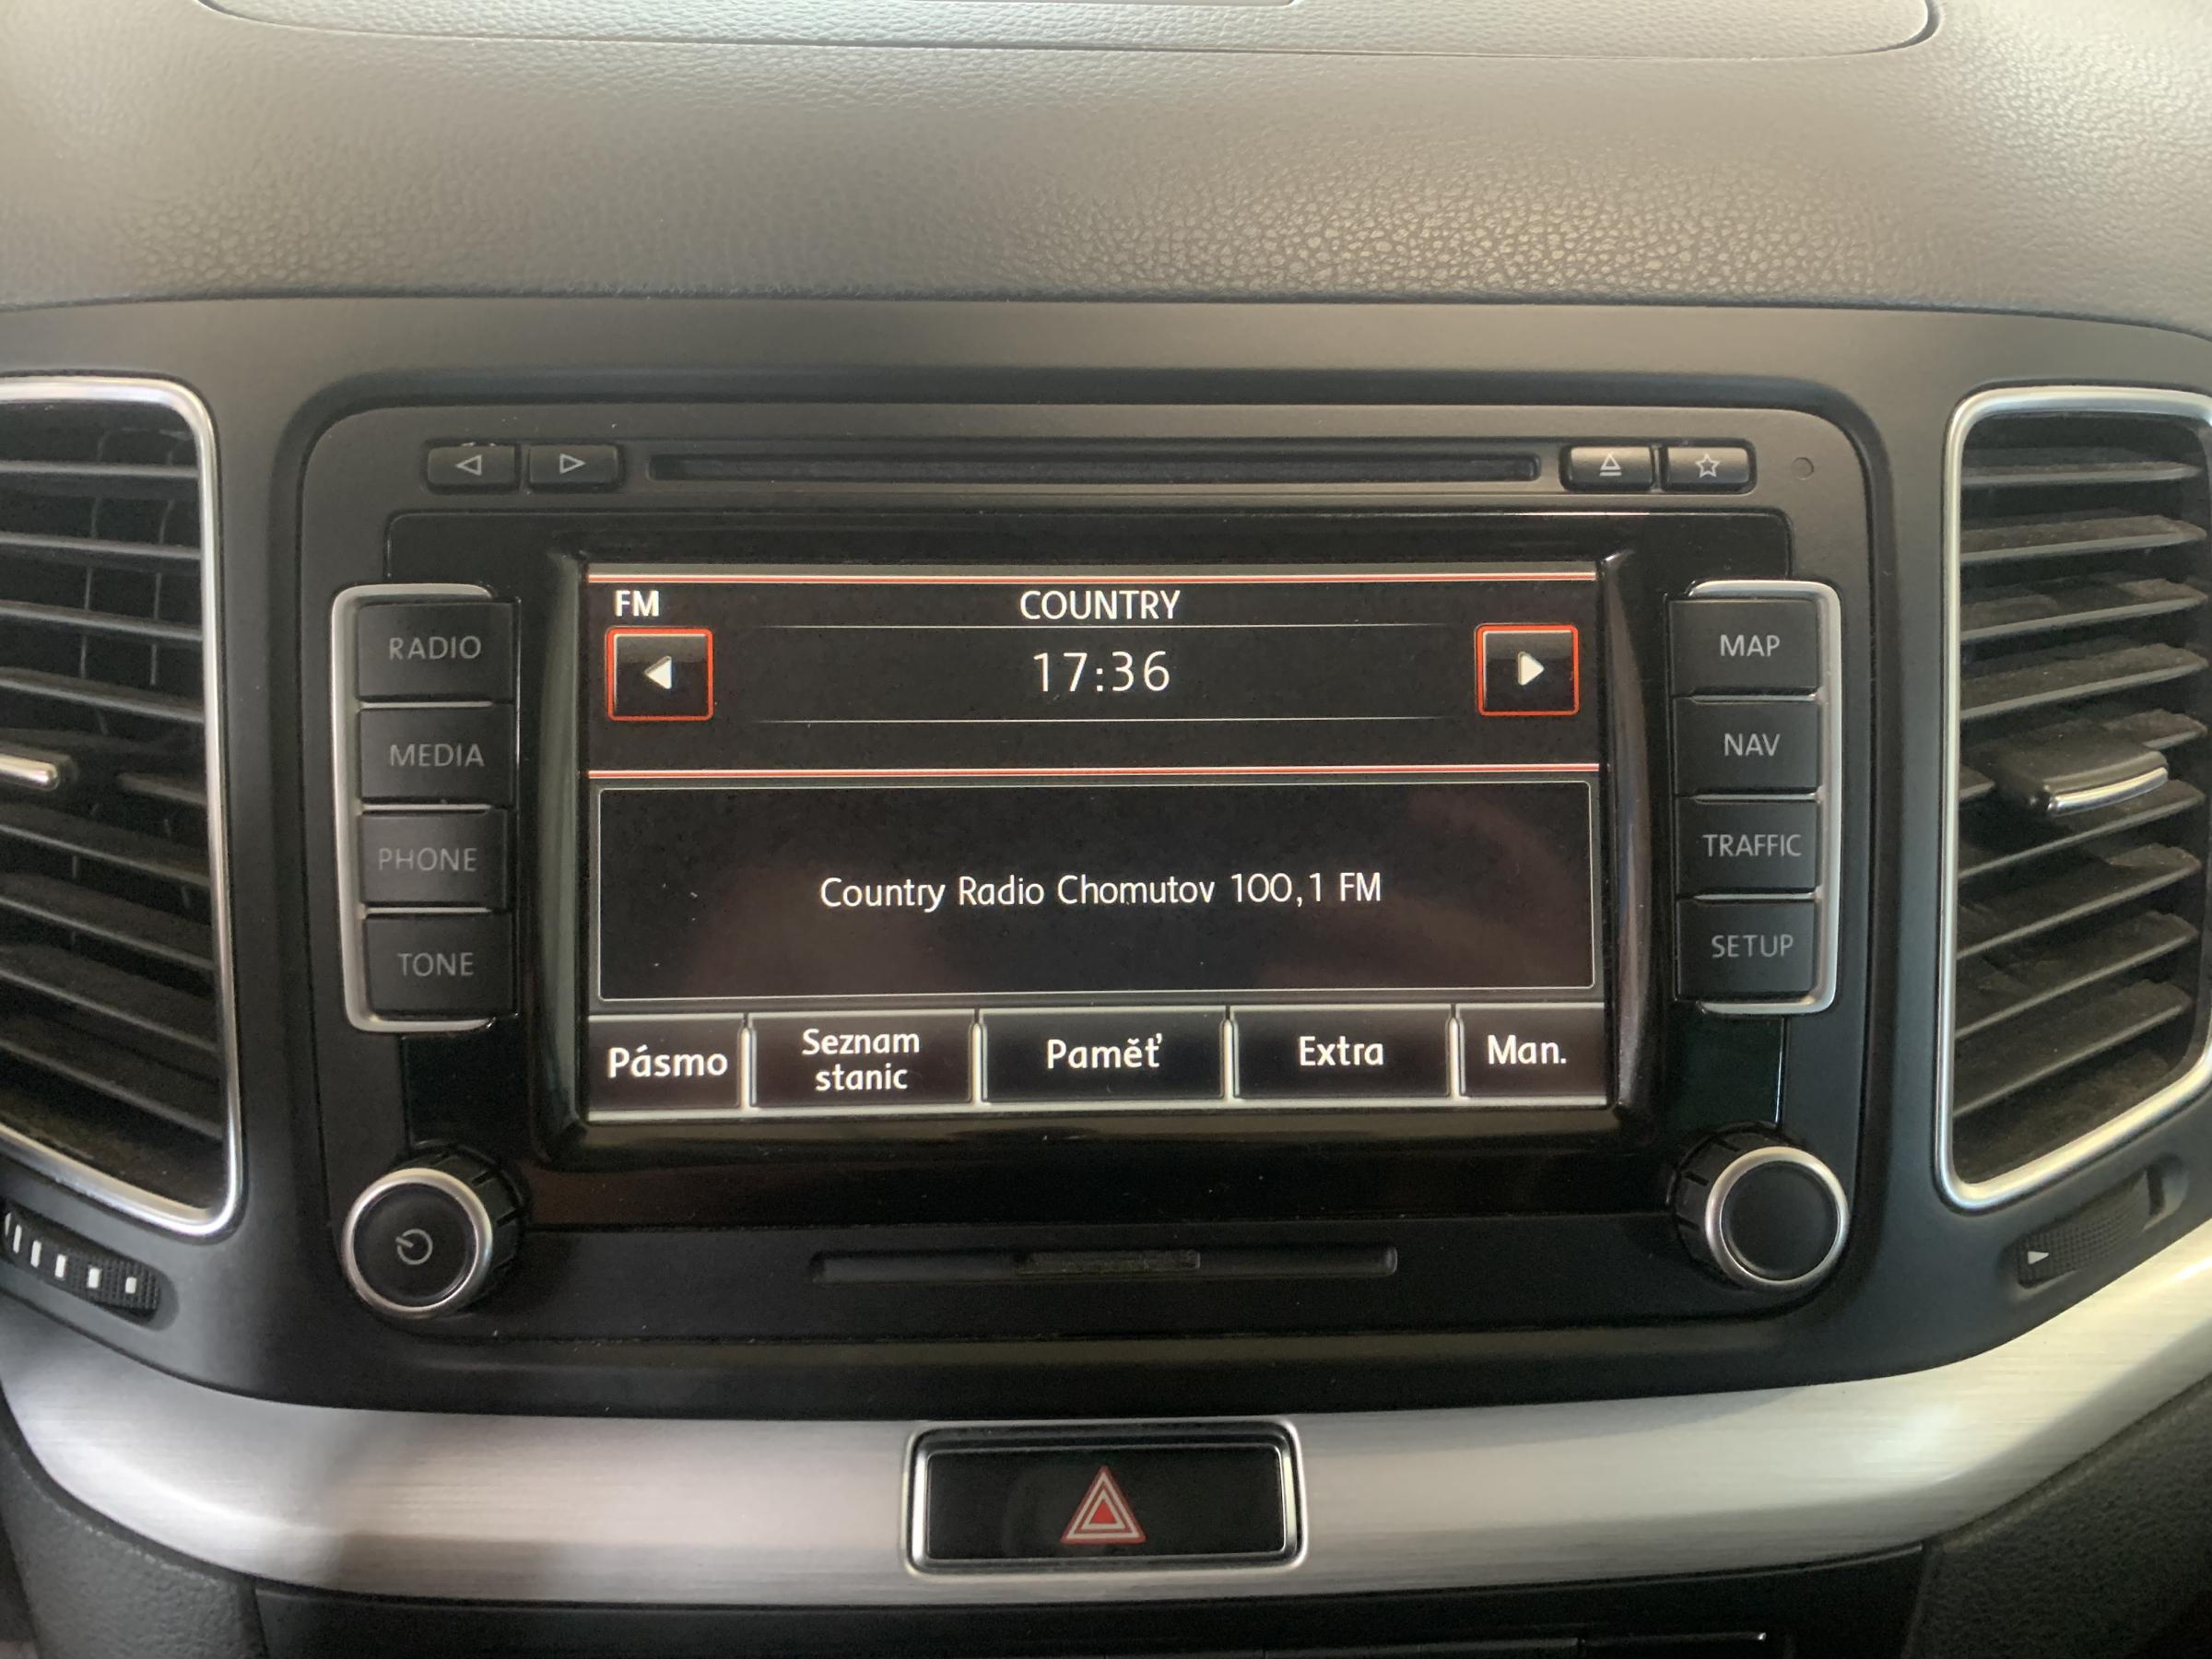 FM
COUNTRY
17:36
RADIO
MEDIA
PHONE
TONE
MAP
NAV
TRAFFIC
SETUP
Country Radio Chomutov 100,1 FM
Pásmo
Seznam
stanic
Paměť
Extra
Man.